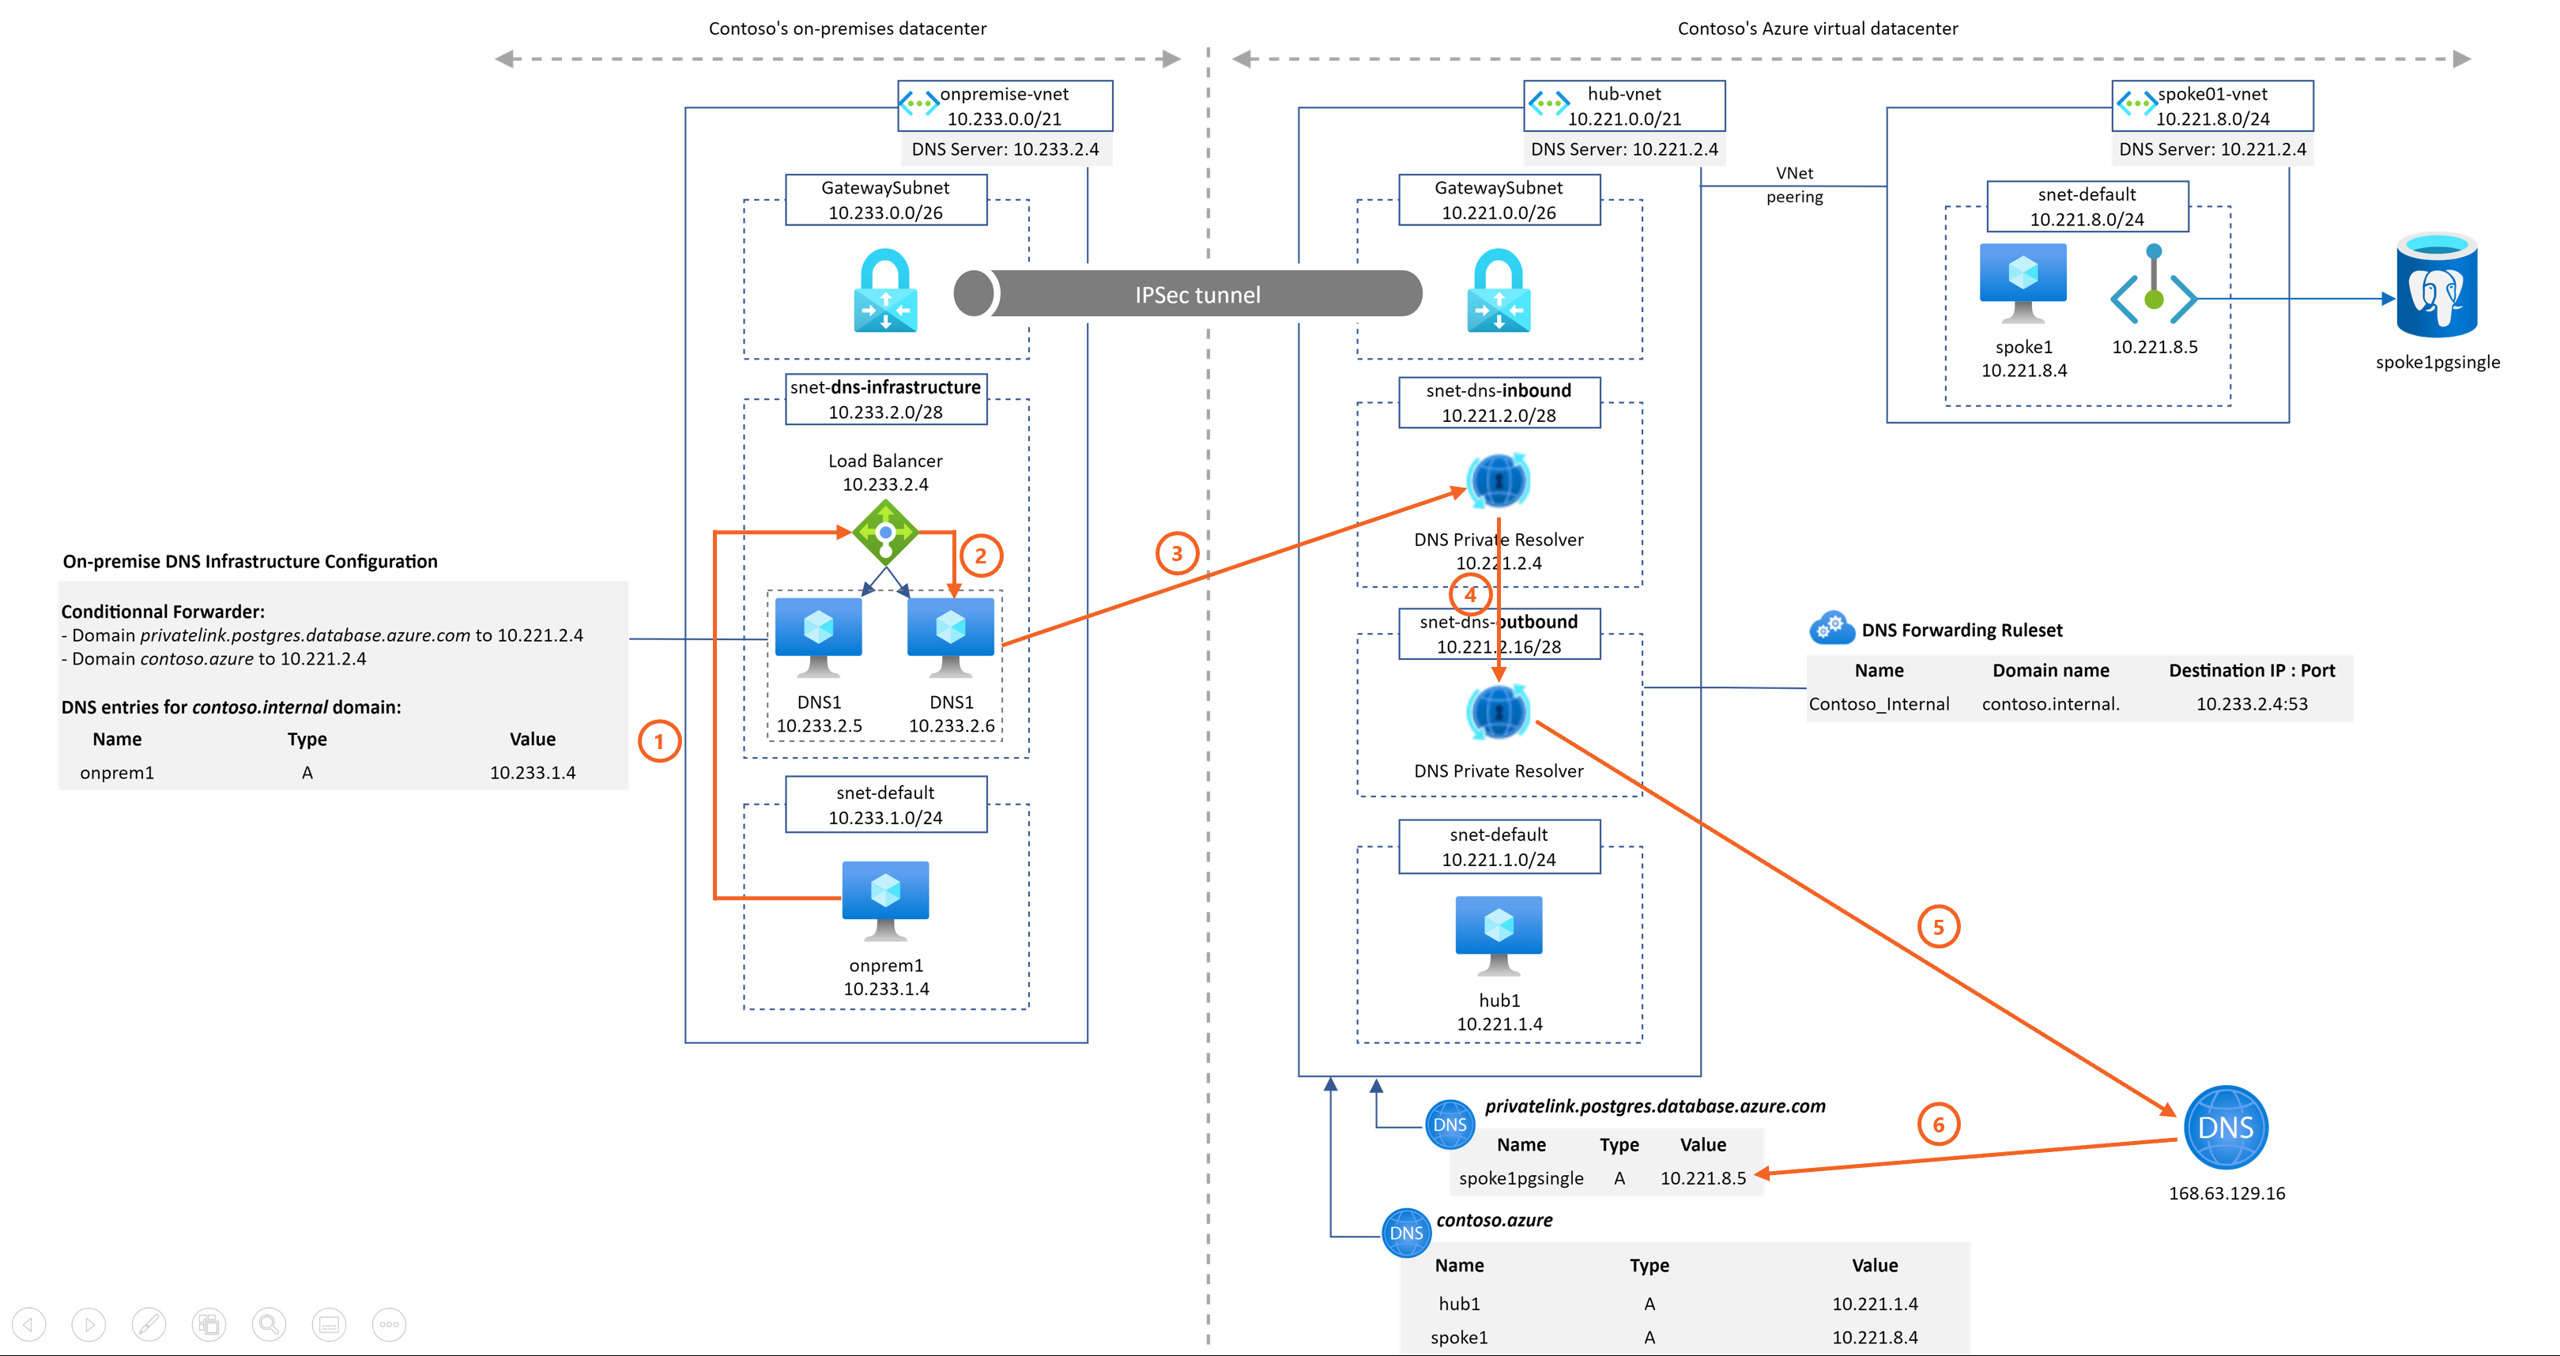 Contoso's on-premises datacenter
Contoso's Azure virtual datacenter
onpremise-vnet
10.233.0.0/21
DNS Server: 10.233.2.4
hub-vnet
10.221.0.0/21
DNS Server: 10.221.2.4
spoke01-vnet
10.221.8.0/24
DNS Server: 10.221.2.4
VNet
peering
GatewaySubnet
10.233.0.0/26
GatewaySubnet
10.221.0.0/26
snet-default
10.221.8.0/24
IPSec tunnel
spoke1
10.221.8.4
10.221.8.5
spoke1pgsingle
snet-dns-infrastructure
10.233.2.0/28
Load Balancer
10.233.2.4
2
DNS1
10.233.2.5
DNS1
10.233.2.6
3
snet-dns-inbound
10.221.2.0/28
DNS Private Resolver
10.221.2.4
4
snet-dns-outbound
10.221.2.16/28
DNS Private Resolver
On-premise DNS Infrastructure Configuration
Conditionnal Forwarder:
- Domain privatelink.postgres.database.azure.com to 10.221.2.4
- Domain contoso.azure to 10.221.2.4
DNS entries for contoso.internal domain:
Name Type Value
onprem1 A 10.233.1.4
1
DNS Forwarding Ruleset
Name Domain name Destination IP : Port
Contoso_Internal contoso.internal. 10.233.2.4:53
snet-default
10.233.1.0/24
onprem1
10.233.1.4
snet-default
10.221.1.0/24
hub1
10.221.1.4
5
6
DNS
168.63.129.16
DNS
privatelink.postgres.database.azure.com
Name Type Value
spoke1pgsingle A 10.221.8.5
DNS
contoso.azure
Name Type Value
hub1 A 10.221.1.4
spoke1 A 10.221.8.4